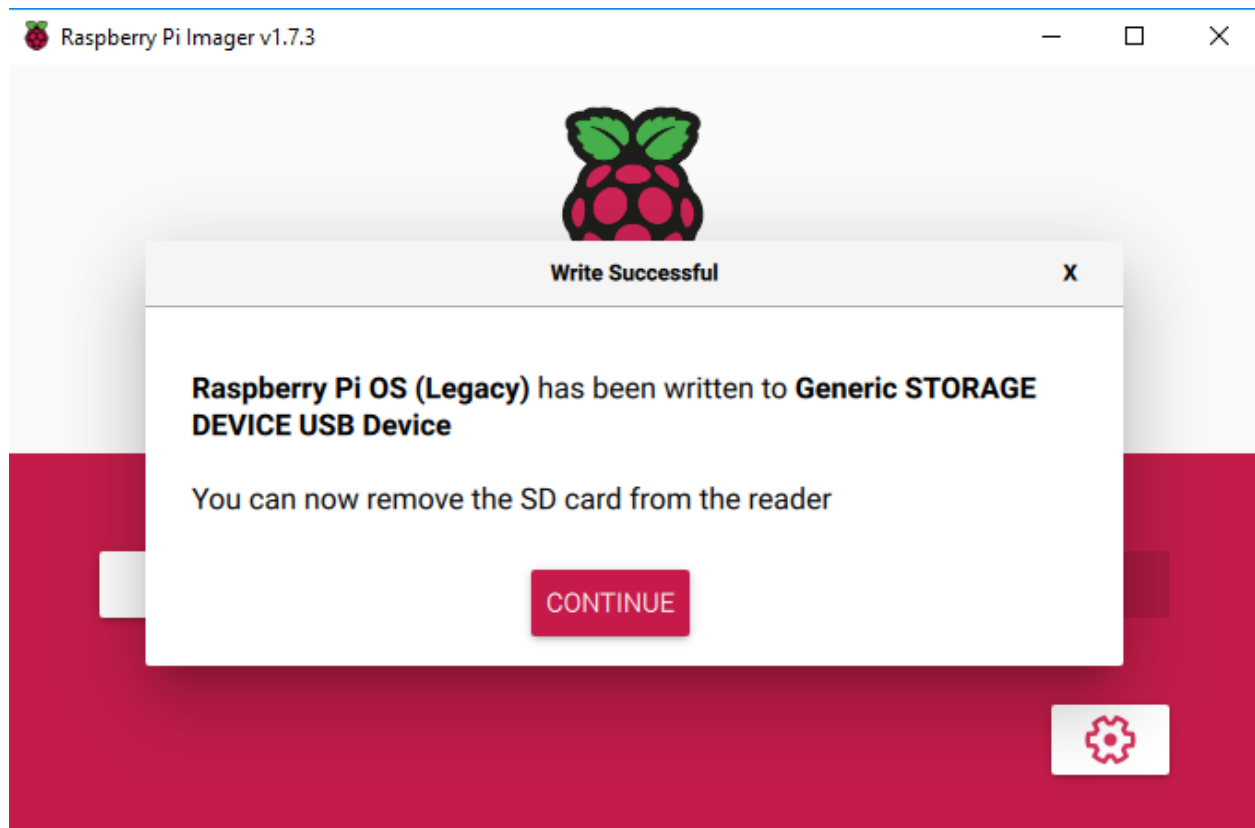 Raspberry Pi Imager v1.7.3
Write Successful
X
Raspberry Pi OS (Legacy) has been written to Generic STORAGE
DEVICE USB Device
You can now remove the SD card from the reader
CONTINUE